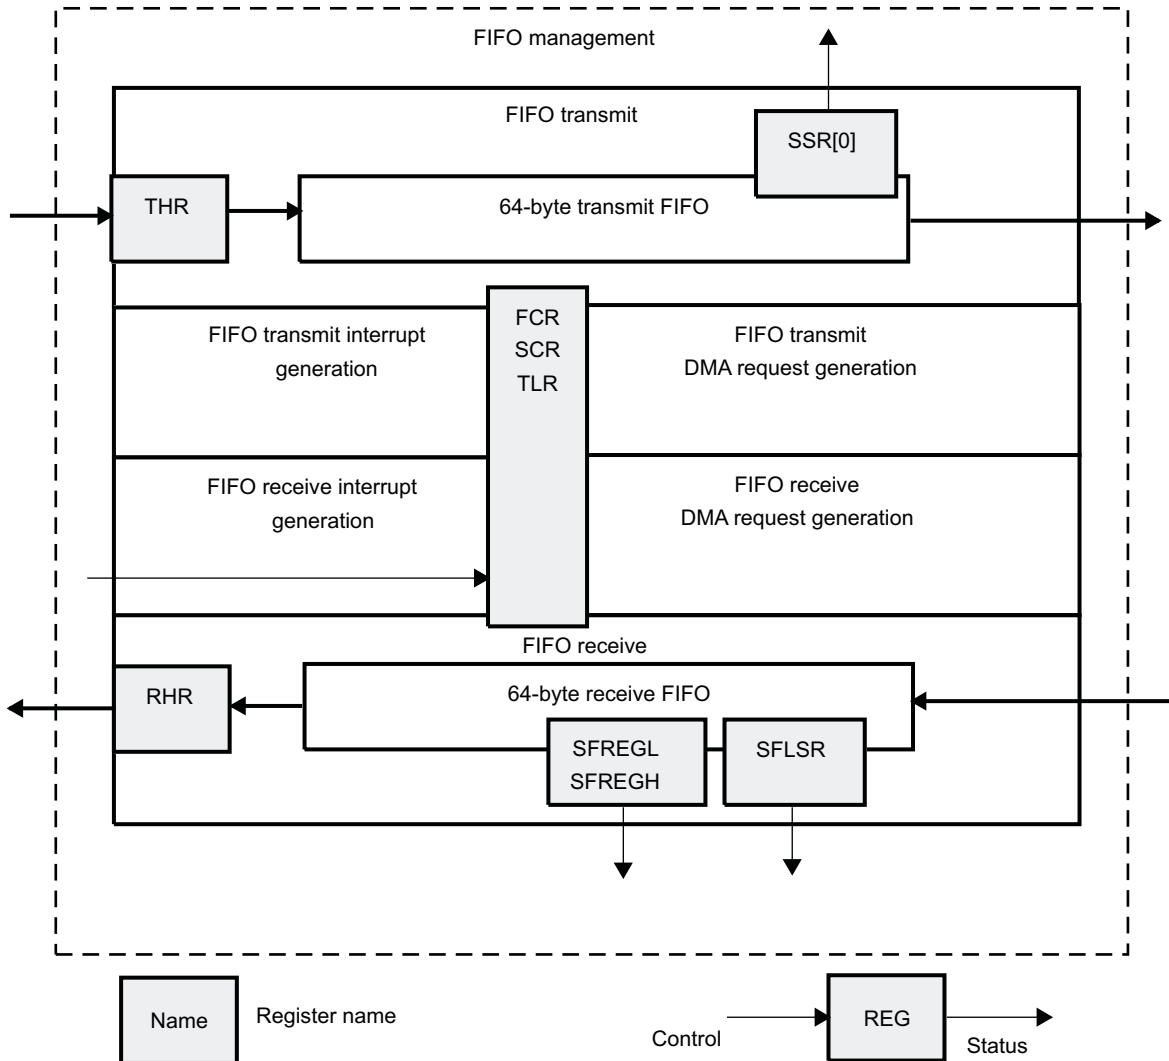 FIFO management
FIFO transmit
SSR[0]
THR
64-byte transmit FIFO
FCR
SCR
TLR
FIFO transmit interrupt
generation
FIFO transmit
DMA request generation
FIFO receive interrupt
generation
FIFO receive
DMA request generation
FIFO receive
RHR
64-byte receive FIFO
SFREGL
SFREGH
SFLSR
Name
Register name
Control
REG
Status